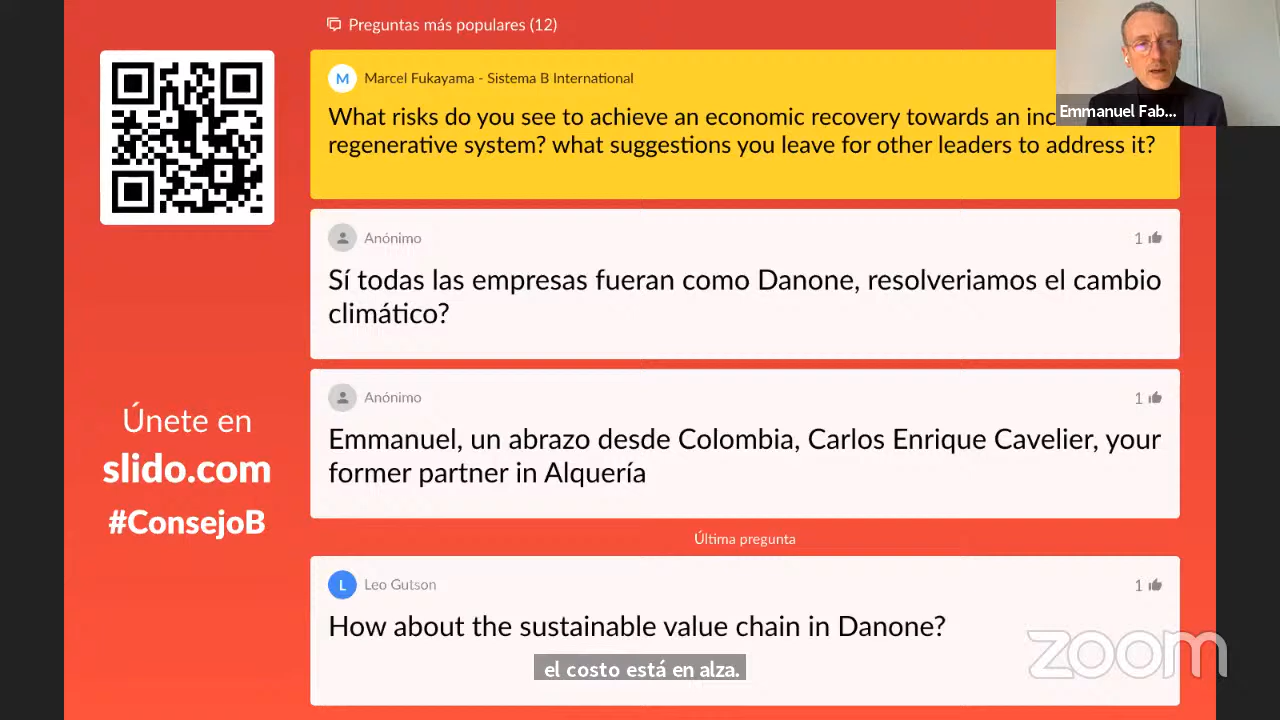 Preguntas más populares (12)
M
Marcel Fukayama - Sistema B International
What risks do you see to achieve an economic recovery towards an inc
regenerative system? what suggestions you leave for other leaders to address it?
Emmanuel Fab...
Anónimo
1
Sí todas las empresas fueran como Danone, resolveriamos el cambio
climático?
Anónimo
1
Emmanuel, un abrazo desde Colombia, Carlos Enrique Cavelier, your
former partner in Alquería
Únete en
slido.com
#ConsejoB
Última pregunta
L
Leo Gutson
1
How about the sustainable value chain in Danone?
el costo está en alza.
zoom